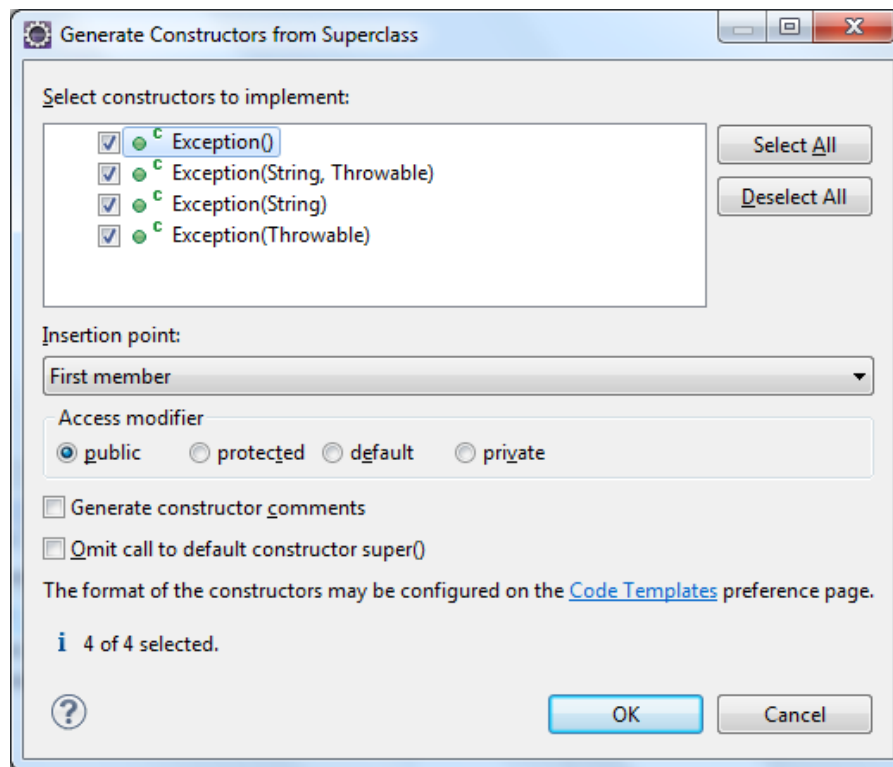 Generate Constructors from Superclass
Select constructors to implement:
C Exception()
C Exception(String, Throwable)
C Exception(String)
C Exception(Throwable)
Select All
Deselect All
Insertion point:
First member
Access modifier
public protected default private
Generate constructor comments
Omit call to default constructor super()
The format of the constructors may be configured on the Code Templates preference page.
i 4 of 4 selected.
? OK Cancel